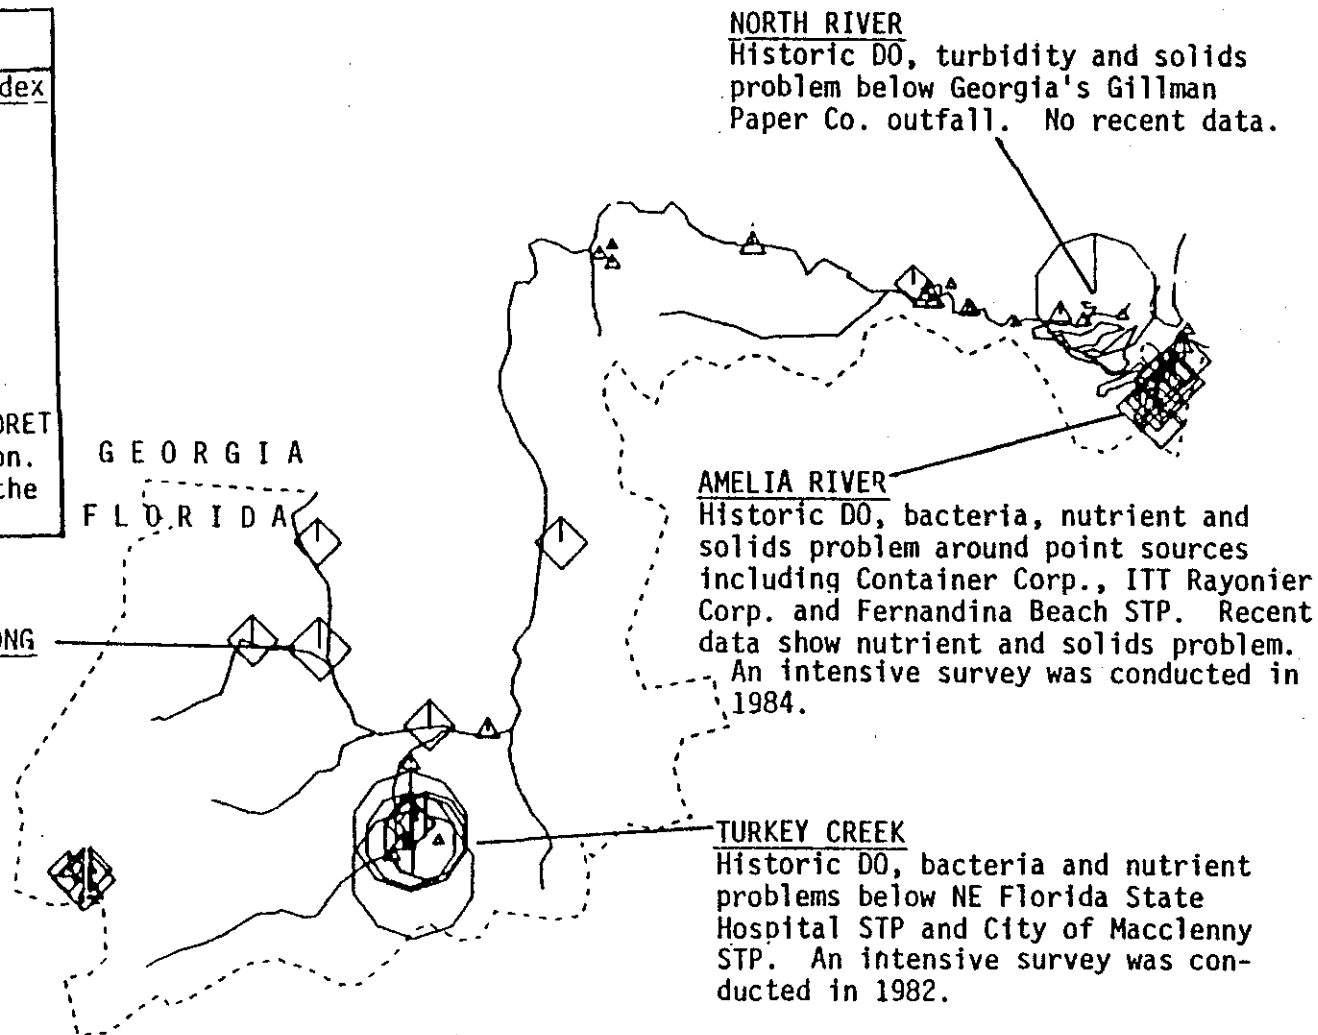 NORTH RIVER
Historic DO, turbidity and solids
problem below Georgia's Gillman
Paper Co. outfall. No recent data.
dex
ORET
on.
the
GEORGIA
FLORIDA
ONG
AMELIA RIVER
Historic DO, bacteria, nutrient and
solids problem around point sources
including Container Corp., ITT Rayonier
Corp. and Fernandina Beach STP. Recent
data show nutrient and solids problem.
An intensive survey was conducted in
1984.
TURKEY CREEK
Historic DO, bacteria and nutrient
problems below NE Florida State
Hospital STP and City of Macclenny
STP. An intensive survey was con-
ducted in 1982.